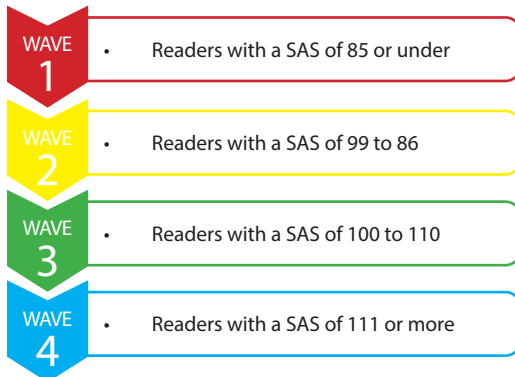 WAVE
1
• Readers with a SAS of 85 or under
WAVE
2
• Readers with a SAS of 99 to 86
WAVE
3
• Readers with a SAS of 100 to 110
WAVE
4
• Readers with a SAS of 111 or more